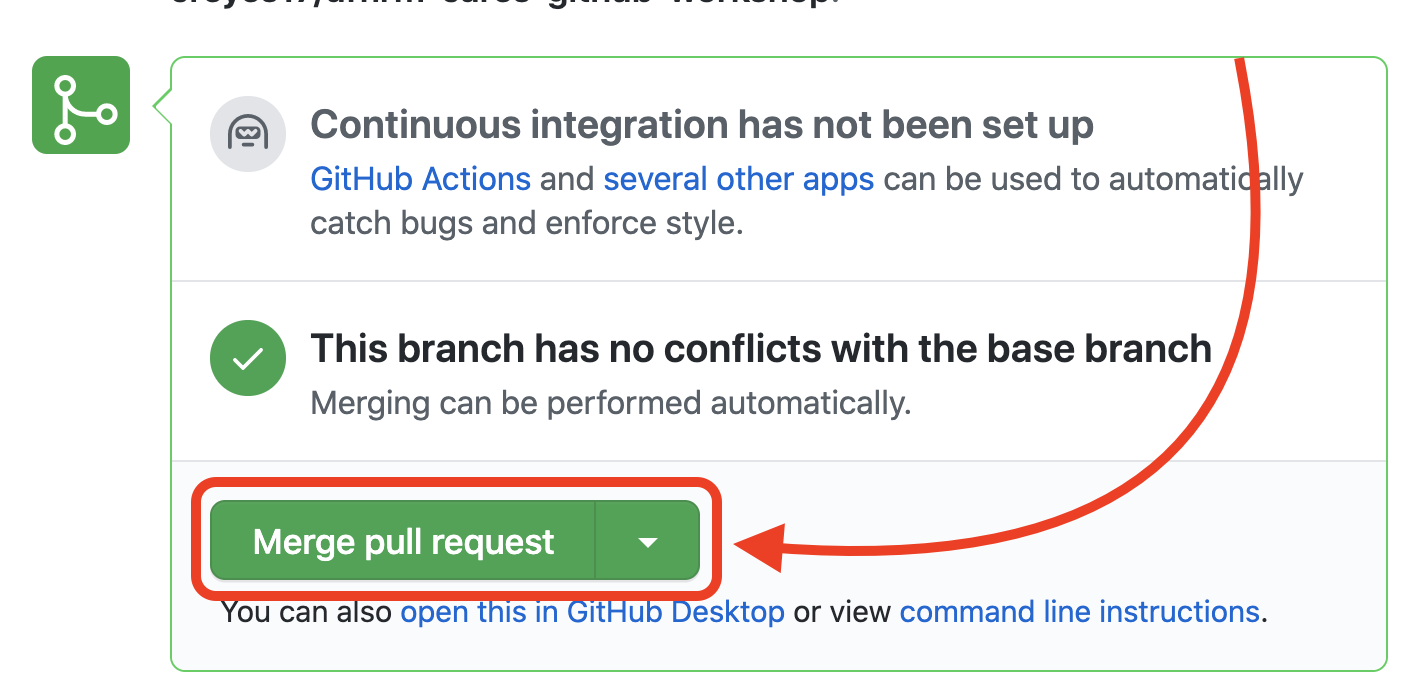 Continuous integration has not been set up
GitHub Actions and several other apps can be used to automatically
catch bugs and enforce style.
This branch has no conflicts with the base branch
Merging can be performed automatically.
Merge pull request
You can also open this in GitHub Desktop or view command line instructions.